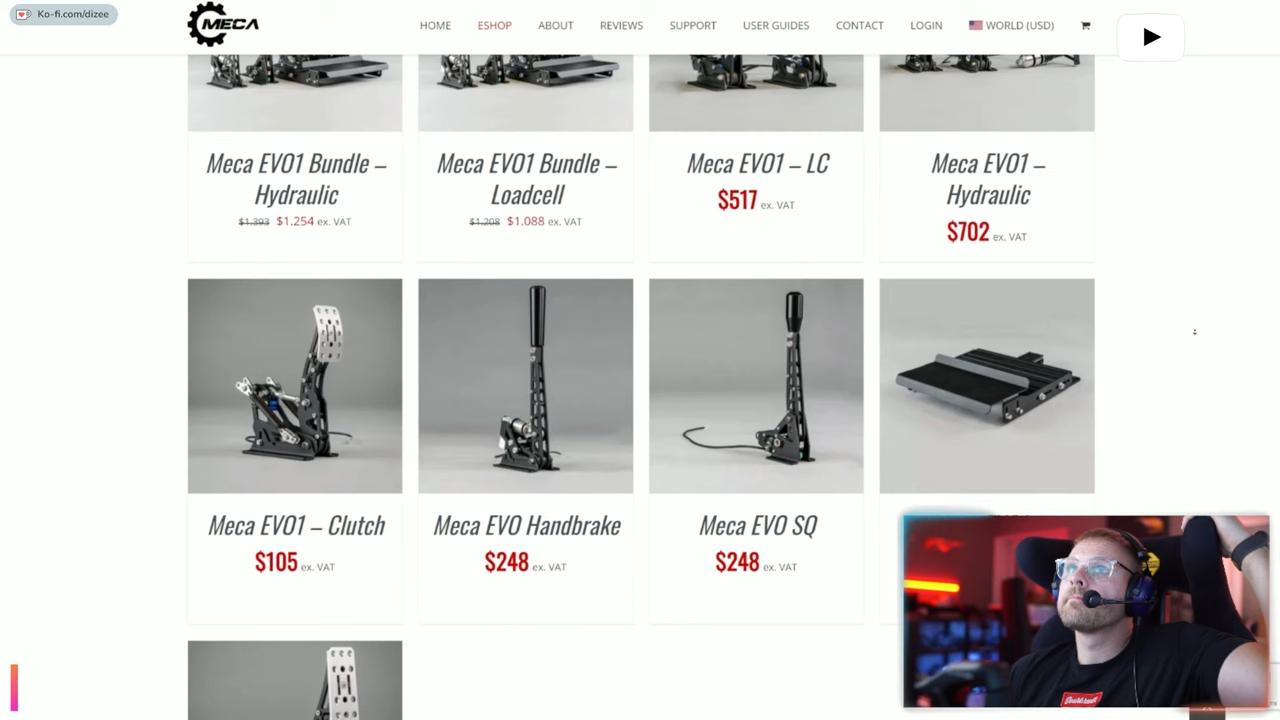 Ko-fi.com/dizee
MECA
HOME ESHOP ABOUT REVIEWS SUPPORT USER GUIDES CONTACT LOGIN WORLD (USD)
Meca EVO1 Bundle –
Hydraulic
$1.393 $1.254 ex. VAT
Meca EVO1 Bundle –
Loadcell
$1.208 $1.088 ex. VAT
Meca EVO1 – LC
$517 ex. VAT
Meca EVO1 –
Hydraulic
$702 ex. VAT
Meca EVO1 – Clutch
$105 ex. VAT
Meca EVO Handbrake
$248 ex. VAT
Meca EVO SQ
$248 ex. VAT